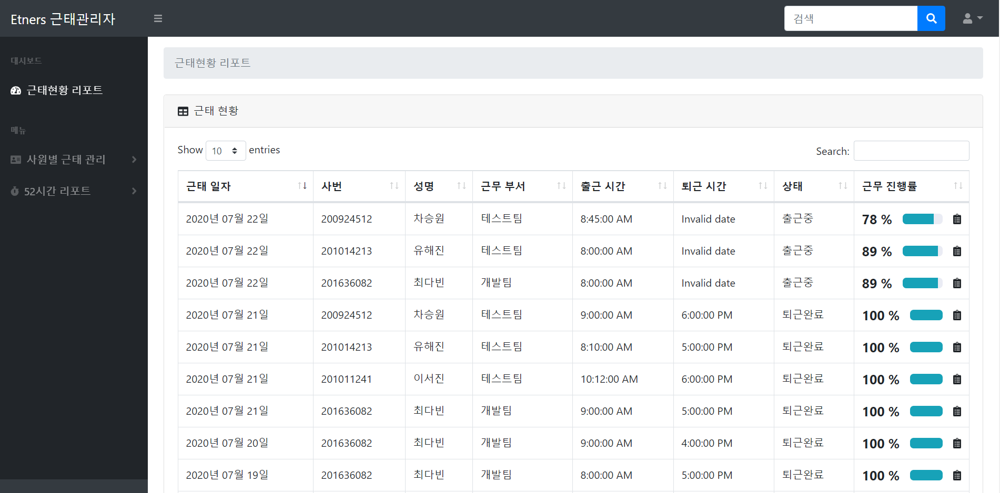 Etners 근태관리자
검색
대시보드
근태현황 리포트
메뉴
사원별 근태 관리
52시간 리포트
근태현황 리포트
근태 현황
Show 10 entries Search:
근태 일자 사번 성명 근무 부서 출근 시간 퇴근 시간 상태 근무 진행률
2020년 07월 22일 200924512 차승원 테스트팀 8:45:00 AM Invalid date 출근중 78 %
2020년 07월 22일 201014213 유해진 테스트팀 8:00:00 AM Invalid date 출근중 89 %
2020년 07월 22일 201636082 최다빈 개발팀 8:00:00 AM Invalid date 출근중 89 %
2020년 07월 21일 200924512 차승원 테스트팀 9:00:00 AM 6:00:00 PM 퇴근완료 100 %
2020년 07월 21일 201014213 유해진 테스트팀 8:10:00 AM 5:00:00 PM 퇴근완료 100 %
2020년 07월 21일 201011241 이서진 테스트팀 10:12:00 AM 6:00:00 PM 퇴근완료 100 %
2020년 07월 21일 201636082 최다빈 개발팀 9:00:00 AM 5:00:00 PM 퇴근완료 100 %
2020년 07월 20일 201636082 최다빈 개발팀 9:00:00 AM 4:00:00 PM 퇴근완료 100 %
2020년 07월 19일 201636082 최다빈 개발팀 8:00:00 AM 5:00:00 PM 퇴근완료 100 %